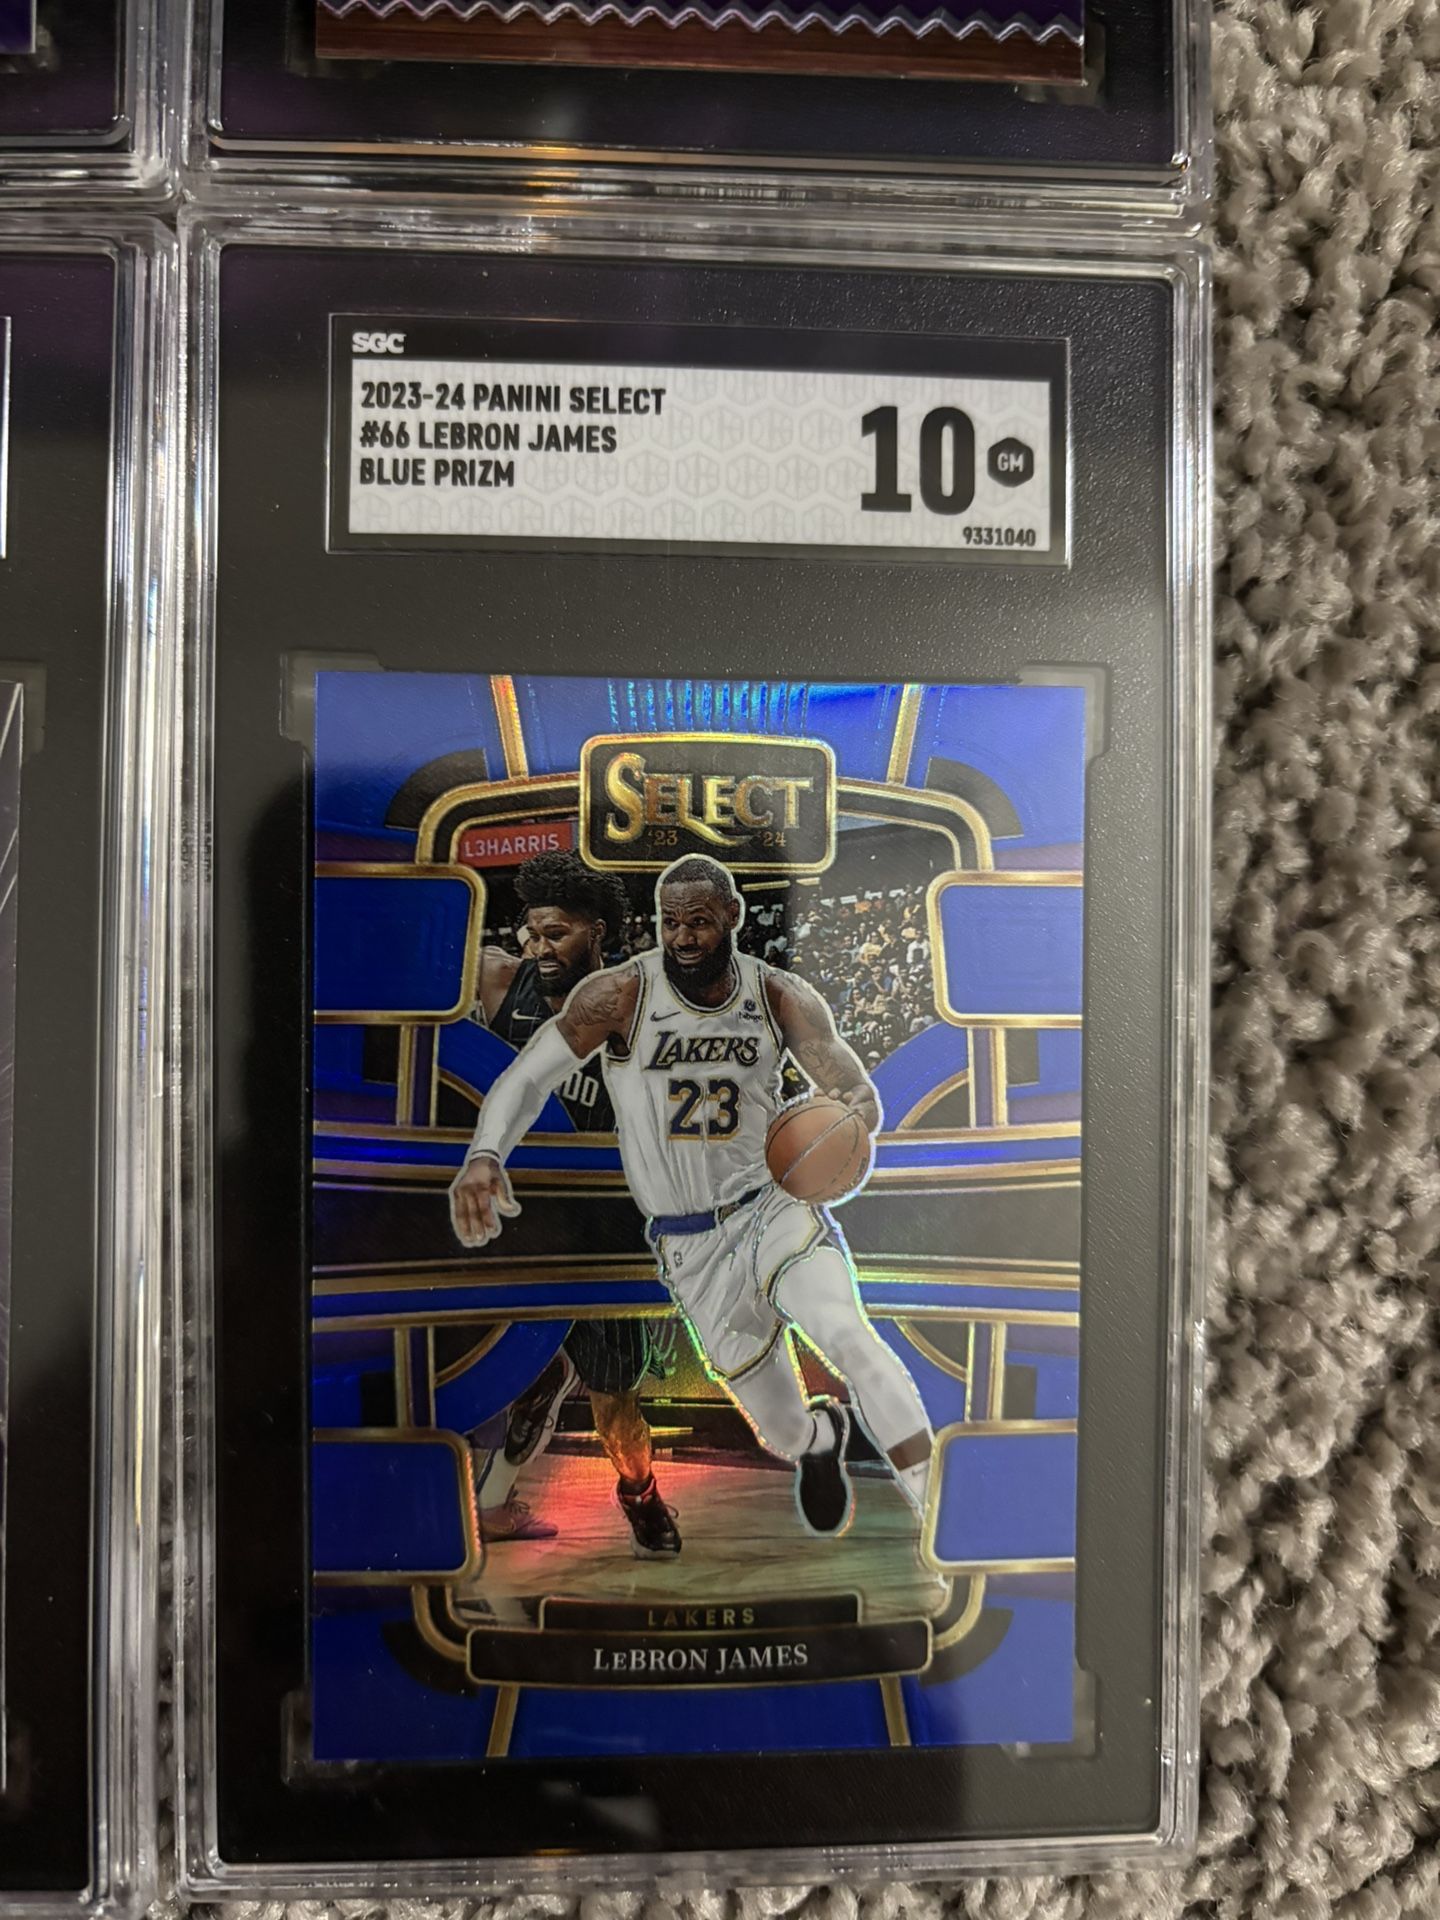 SGC
2023-24 PANINI SELECT
#66 LEBRON JAMES
BLUE PRIZM
10
GM
9331040
SELECT
'23 '24
L3HARRIS
bibigo
LAKERS
23
LAKERS
LEBRON JAMES